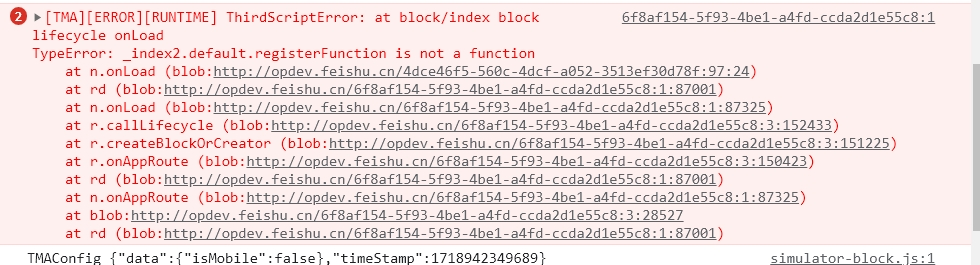 2 ▶[TMA][ERROR][RUNTIME] ThirdScriptError: at block/index block 6f8af154-5f93-4be1-a4fd-ccda2d1e55c8:1
lifecycle onLoad
TypeError: _index2.default.registerFunction is not a function
at n.onLoad (blob:http://opdev.feishu.cn/4dce46f5-560c-4dcf-a052-3513ef30d78f:97:24)
at rd (blob:http://opdev.feishu.cn/6f8af154-5f93-4be1-a4fd-ccda2d1e55c8:1:87001)
at n.onLoad (blob:http://opdev.feishu.cn/6f8af154-5f93-4be1-a4fd-ccda2d1e55c8:1:87325)
at r.callLifecycle (blob:http://opdev.feishu.cn/6f8af154-5f93-4be1-a4fd-ccda2d1e55c8:3:152433)
at r.createBlockOrCreator (blob:http://opdev.feishu.cn/6f8af154-5f93-4be1-a4fd-ccda2d1e55c8:3:151225)
at r.onAppRoute (blob:http://opdev.feishu.cn/6f8af154-5f93-4be1-a4fd-ccda2d1e55c8:3:150423)
at rd (blob:http://opdev.feishu.cn/6f8af154-5f93-4be1-a4fd-ccda2d1e55c8:1:87001)
at n.onAppRoute (blob:http://opdev.feishu.cn/6f8af154-5f93-4be1-a4fd-ccda2d1e55c8:1:87325)
at blob:http://opdev.feishu.cn/6f8af154-5f93-4be1-a4fd-ccda2d1e55c8:3:28527
at rd (blob:http://opdev.feishu.cn/6f8af154-5f93-4be1-a4fd-ccda2d1e55c8:1:87001)
TMAConfig {"data":{"isMobile":false},"timeStamp":1718942349689} simulator-block.js:1